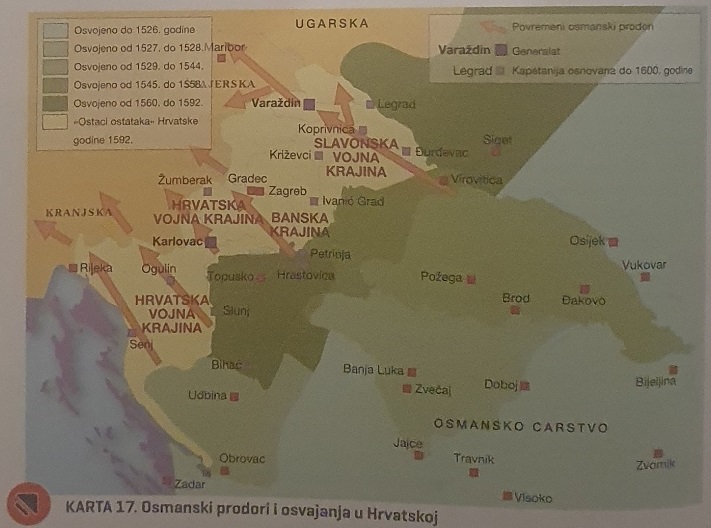 Osvojeno do 1526. godine
Osvojeno od 1527. do 1528.
Osvojeno od 1529. do 1544.
Osvojeno od 1545. do 1558.
Osvojeno od 1560. do 1592.
«Ostaci ostataka» Hrvatske
godine 1592.
UGARSKA
Povremeni osmanski prodori
Varaždin Generalat
Legrad Kapetanija osnovana do 1600. godine
Maribor
Varaždin
Legrad
Koprivnica
SLAVONSKA
VOJNA
KRAJINA
Križevci
Đurđevac
Siget
Virovitica
Žumberak
Gradec
Zagreb
Ivanić Grad
KRANJSKA
HRVATSKA
VOJNA KRAJINA
BANSKA
KRAJINA
Karlovac
Petrinja
Osijek
Rijeka
Ogulin
Topusko
Hrastovica
Požega
Vukovar
HRVATSKA
VOJNA
KRAJINA
Slunj
Brod
Đakovo
Senj
Bihać
Banja Luka
Zvečaj
Doboj
Bijeljina
Udbina
OSMANSKO CARSTVO
Jajce
Travnik
Zvornik
Obrovac
Zadar
Visoko
KARTA 17. Osmanski prodori i osvajanja u Hrvatskoj